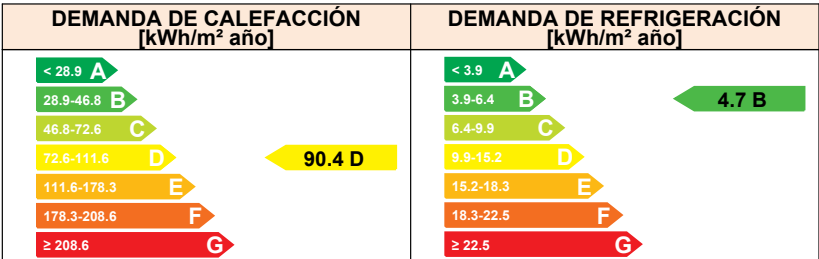 DEMANDA DE CALEFACCIÓN
[kWh/m² año]
< 28.9 A
28.9-46.8 B
46.8-72.6 C
72.6-111.6 D
90.4 D
111.6-178.3 E
178.3-208.6 F
≥ 208.6 G
DEMANDA DE REFRIGERACIÓN
[kWh/m² año]
< 3.9 A
3.9-6.4 B
4.7 B
6.4-9.9 C
9.9-15.2 D
15.2-18.3 E
18.3-22.5 F
≥ 22.5 G